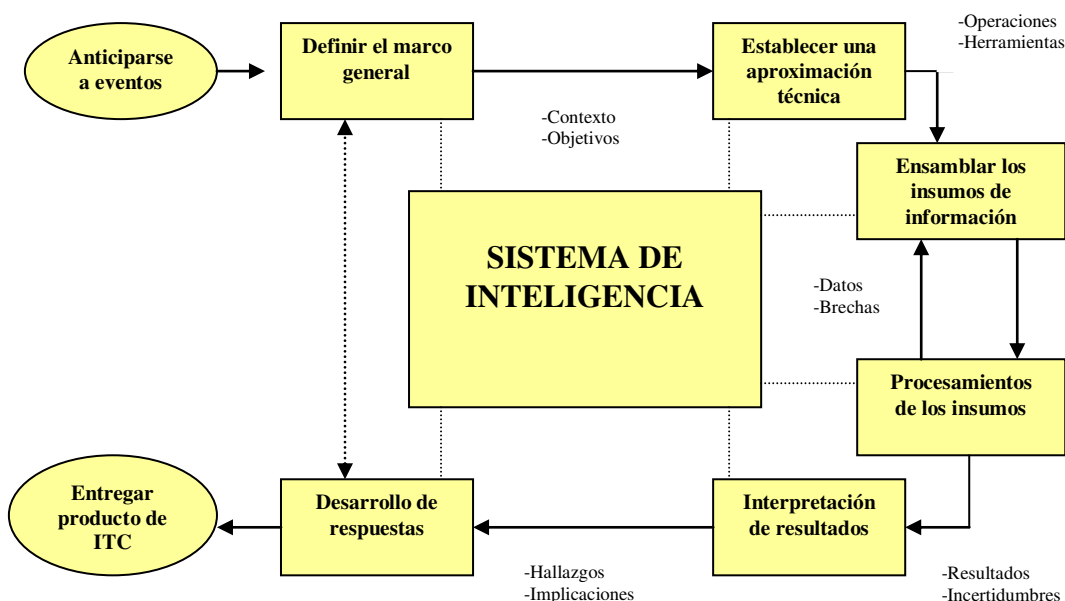 Anticiparse
a eventos
Definir el marco
general
-Contexto
-Objetivos
Establecer una
aproximación
técnica
-Operaciones
-Herramientas
Ensamblar los
insumos de
información
SISTEMA DE
INTELIGENCIA
-Datos
-Brechas
Procesamientos
de los insumos
-Resultados
-Incertidumbres
Interpretación
de resultados
-Hallazgos
-Implicaciones
Desarrollo de
respuestas
Entregar
producto de
ITC